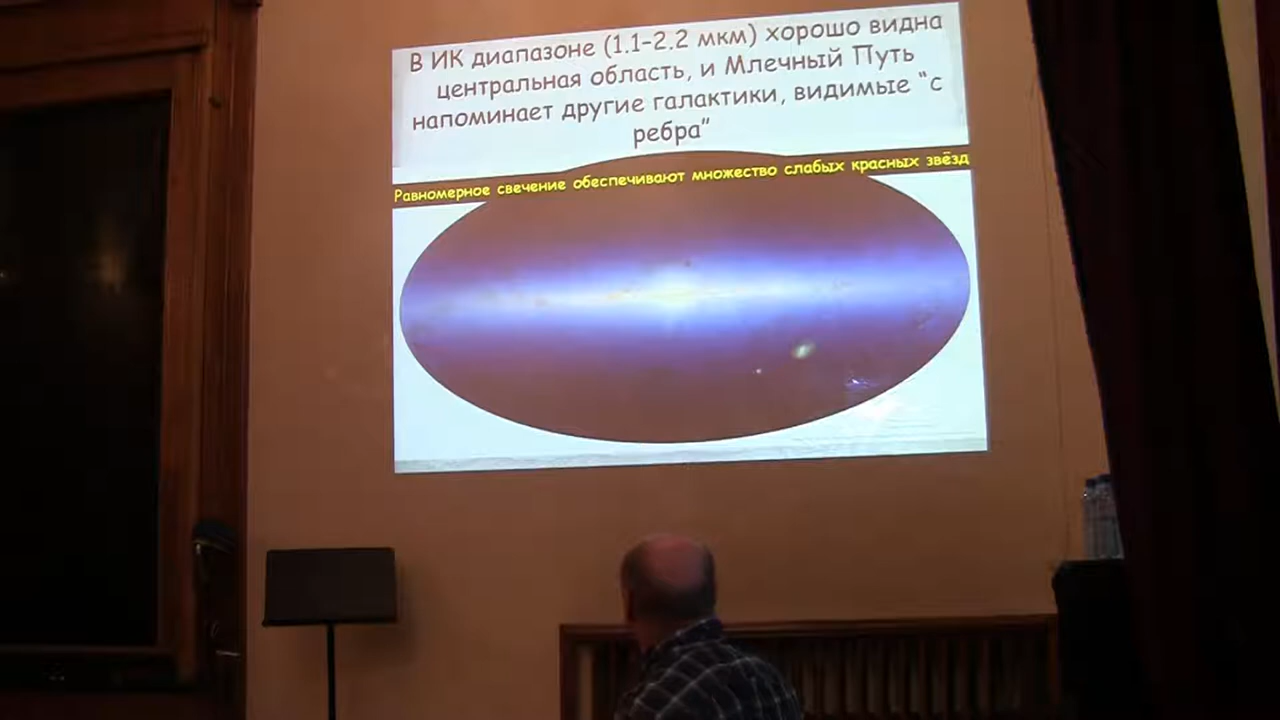 В ИК диапазоне (1.1–2.2 мкм) хорошо видна
центральная область, и Млечный Путь
напоминает другие галактики, видимые “с
ребра”
Равномерное свечение обеспечивают множество слабых красных звёзд